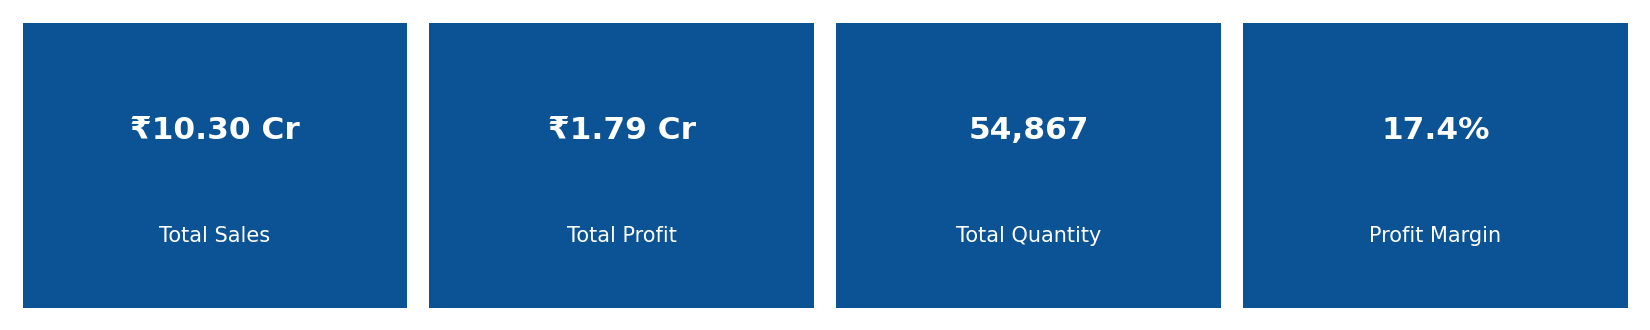 ₹10.30 Cr
Total Sales
₹1.79 Cr
Total Profit
54,867
Total Quantity
17.4%
Profit Margin